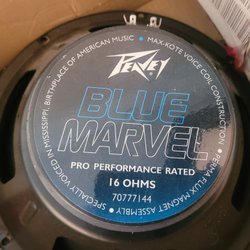 SPECIALLY VOICED IN MISSISSIPPI, BIRTHPLACE OF AMERICAN MUSIC • MAX-KOTE VOICE COIL CONSTRUCTION • PERMA FLUX MAGNET ASSEMBLY •
PEAVEY
BLUE
MARVEL
PRO PERFORMANCE RATED
16 OHMS
70777144